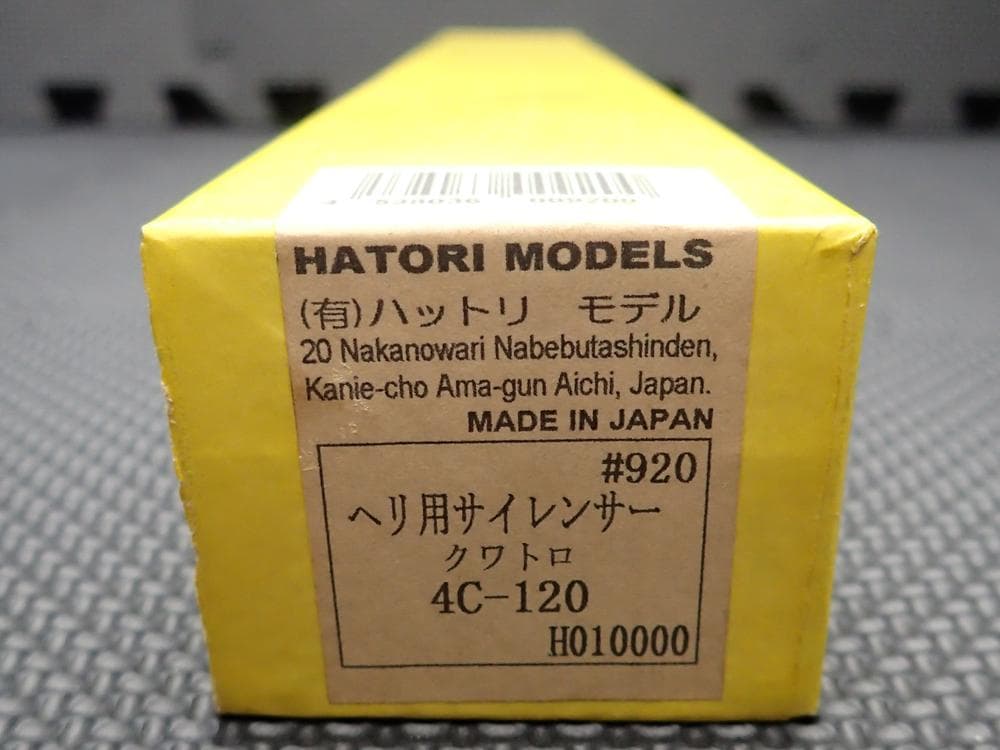 HATORI MODELS
(有)ハットリ　モデル
20 Nakanowari Nabebutashinden,
Kanie-cho Ama-gun Aichi, Japan.
MADE IN JAPAN
#920
ヘリ用サイレンサー
クワトロ
4C-120
H010000